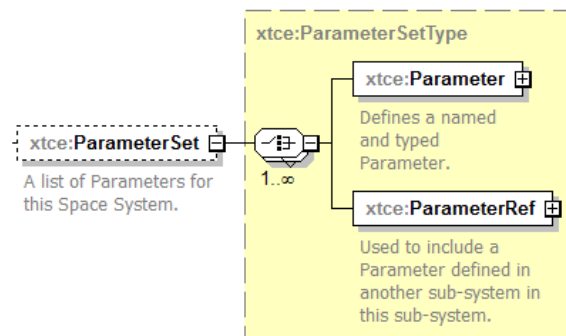 xtce:ParameterSetType
xtce:Parameter
Defines a named
and typed
Parameter.
xtce:ParameterSet
A list of Parameters for
this Space System.
1..∞
xtce:ParameterRef
Used to include a
Parameter defined in
another sub-system in
this sub-system.